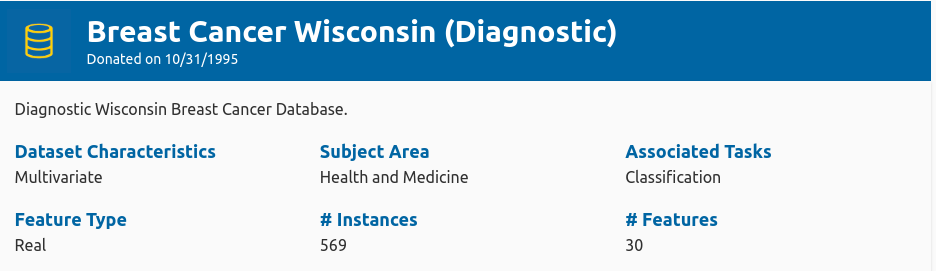 Breast Cancer Wisconsin (Diagnostic)
Donated on 10/31/1995
Diagnostic Wisconsin Breast Cancer Database.
Dataset Characteristics
Multivariate
Subject Area
Health and Medicine
Associated Tasks
Classification
Feature Type
Real
# Instances
569
# Features
30